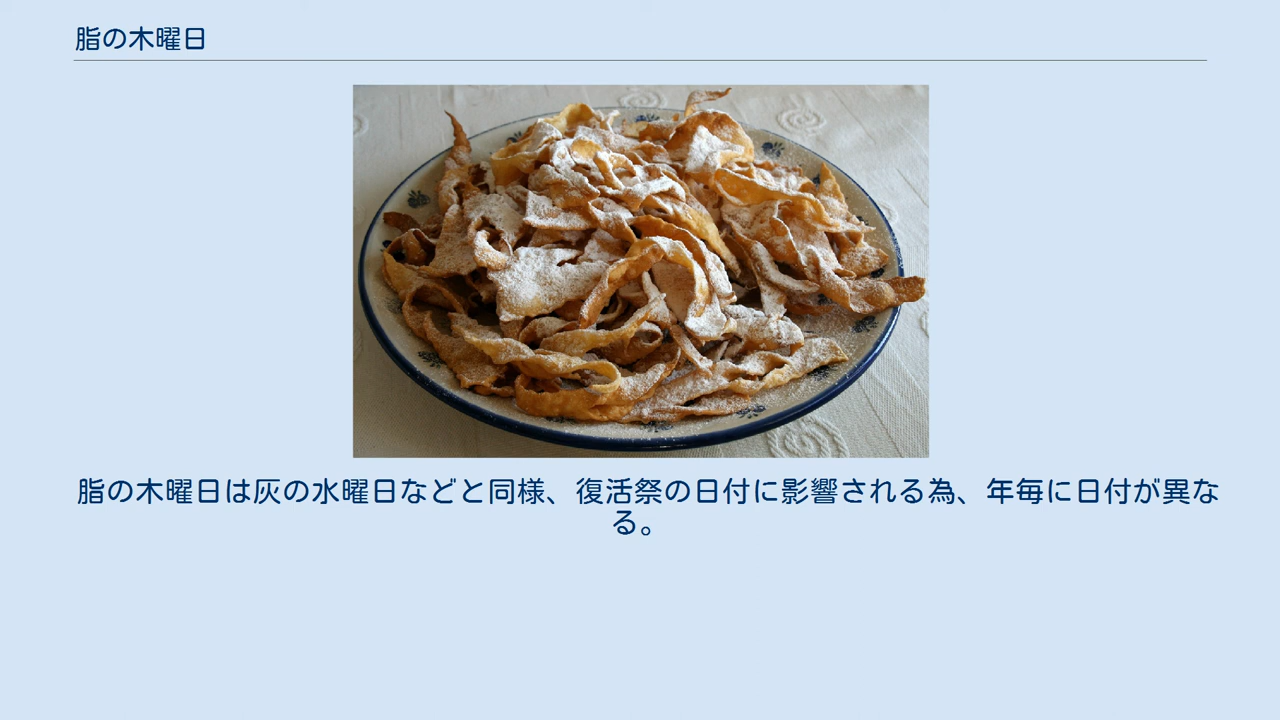 脂の木曜日
脂の木曜日は灰の水曜日などと同様、復活祭の日付に影響される為、年毎に日付が異な
る。